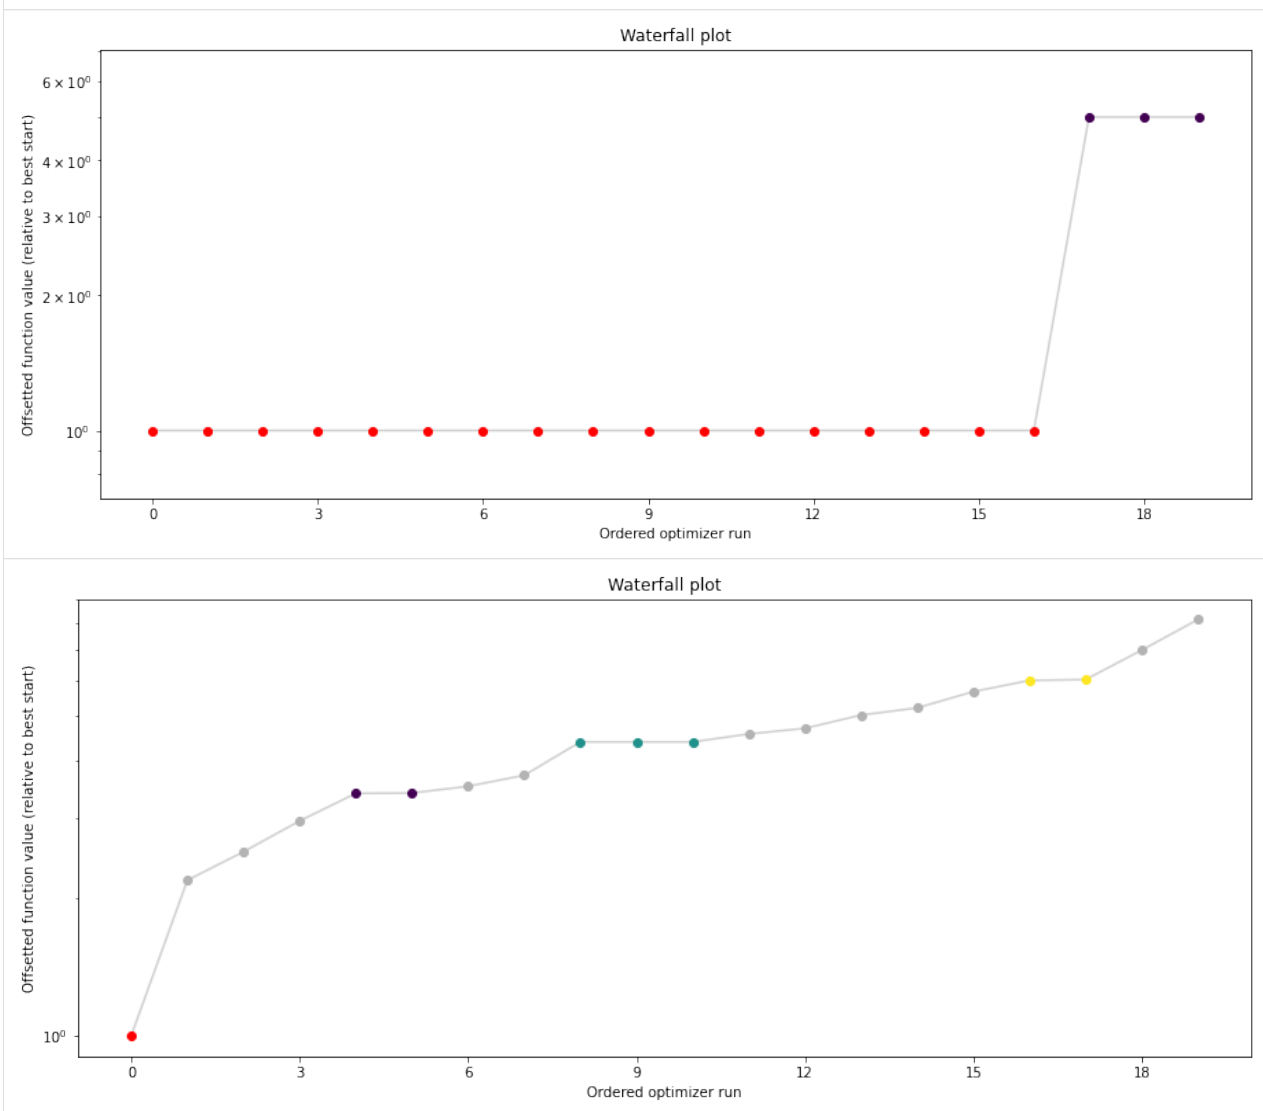 Waterfall plot
Offsetted function value (relative to best start)
6 × 10⁰
4 × 10⁰
3 × 10⁰
2 × 10⁰
10⁰
0 3 6 9 12 15 18
Ordered optimizer run
Waterfall plot
Offsetted function value (relative to best start)
10⁰
0 3 6 9 12 15 18
Ordered optimizer run